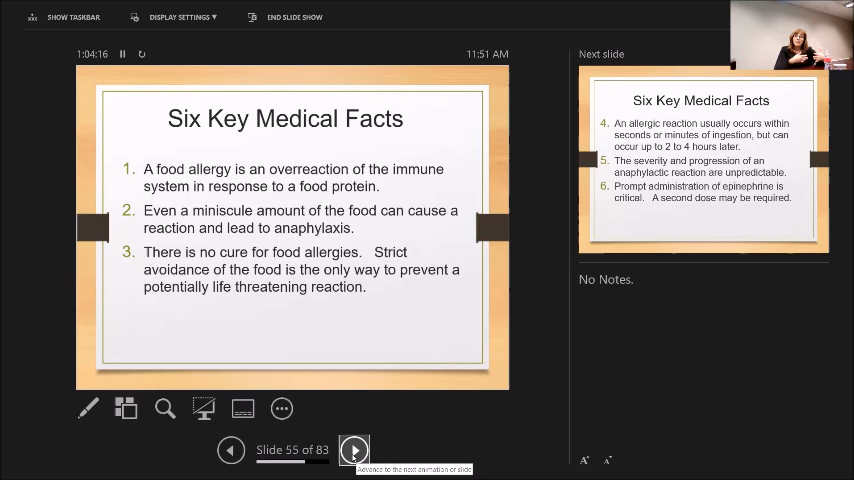 SHOW TASKBAR
DISPLAY SETTINGS ▼
END SLIDE SHOW
1:04:16
11:51 AM
Six Key Medical Facts
1. A food allergy is an overreaction of the immune
system in response to a food protein.
2. Even a miniscule amount of the food can cause a
reaction and lead to anaphylaxis.
3. There is no cure for food allergies. Strict
avoidance of the food is the only way to prevent a
potentially life threatening reaction.
Slide 55 of 83
Advance to the next animation or slide
Next slide
Six Key Medical Facts
4. An allergic reaction usually occurs within
seconds or minutes of ingestion, but can
occur up to 2 to 4 hours later.
5. The severity and progression of an
anaphylactic reaction are unpredictable.
6. Prompt administration of epinephrine is
critical. A second dose may be required.
No Notes.
A A